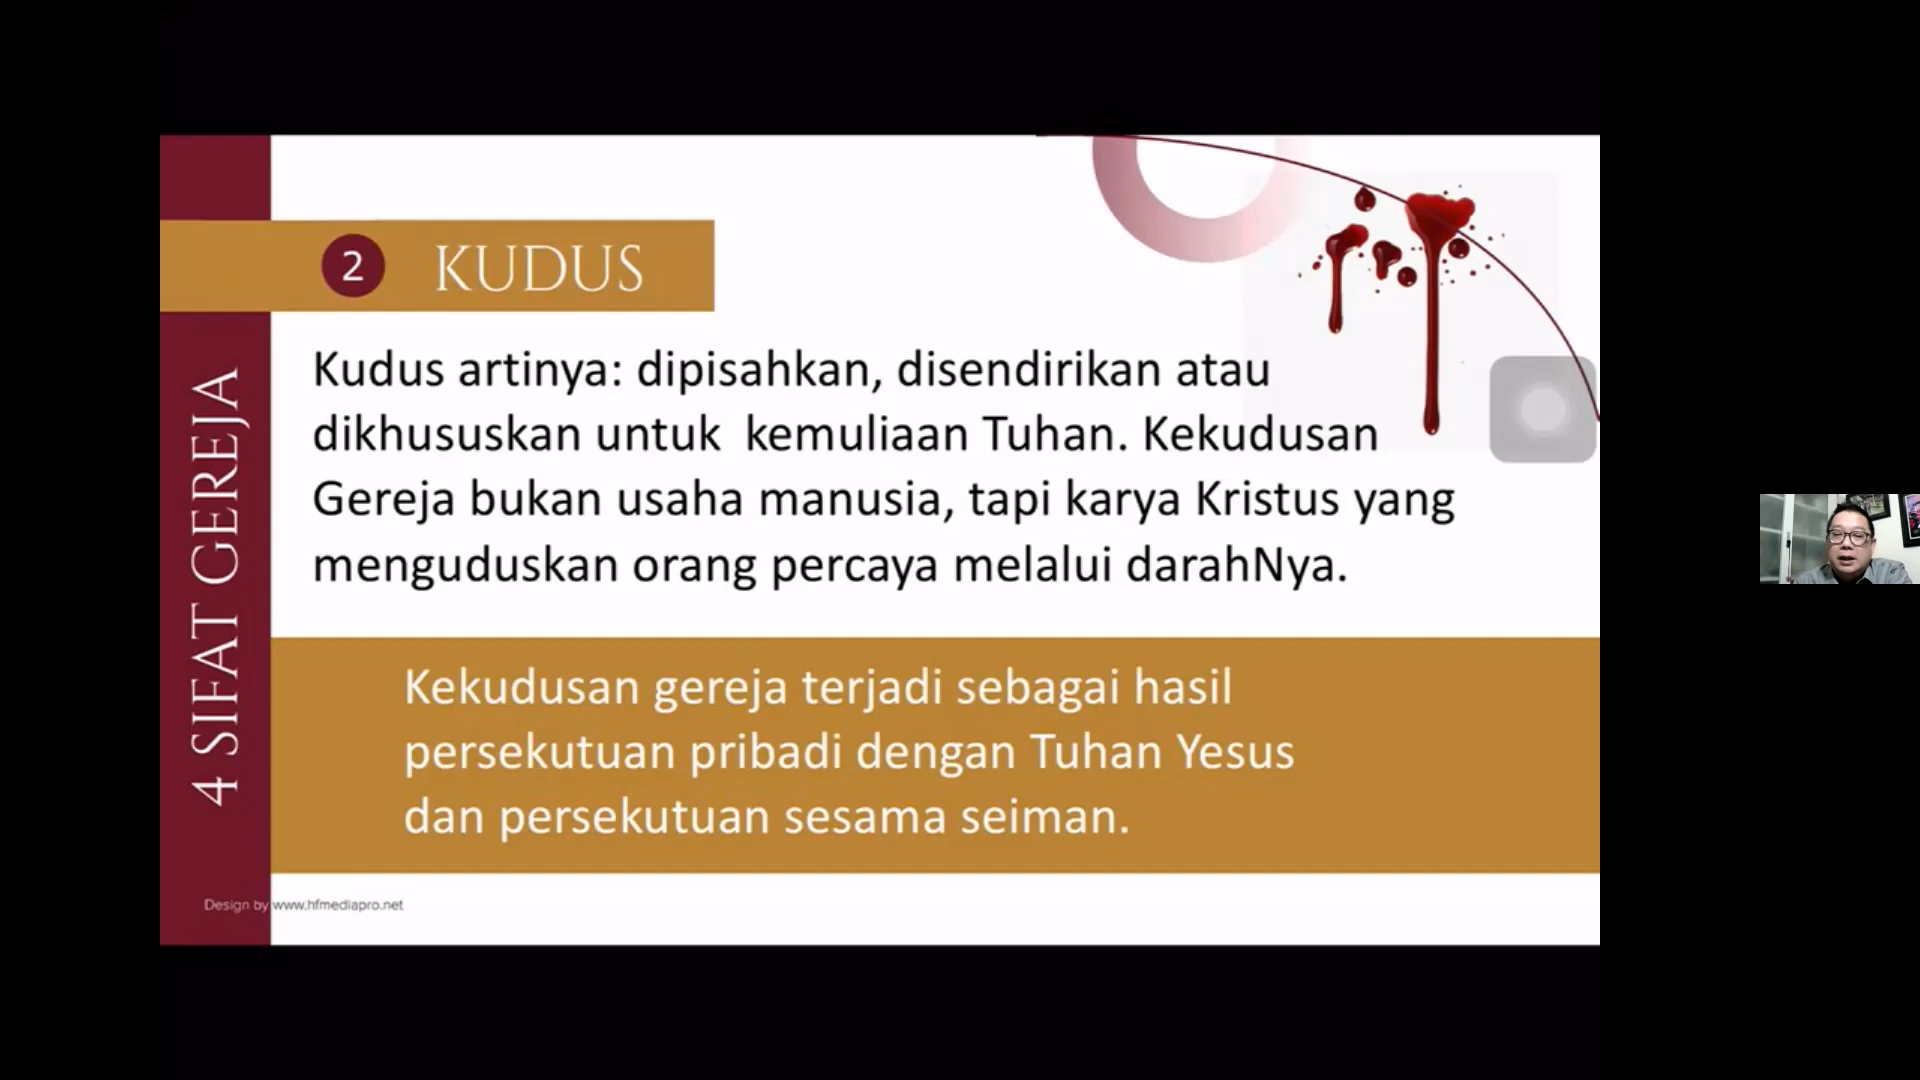 4 SIFAT GEREJA
2 KUDUS
Kudus artinya: dipisahkan, disendirikan atau
dikhususkan untuk kemuliaan Tuhan. Kekudusan
Gereja bukan usaha manusia, tapi karya Kristus yang
menguduskan orang percaya melalui darahNya.
Kekudusan gereja terjadi sebagai hasil
persekutuan pribadi dengan Tuhan Yesus
dan persekutuan sesama seiman.
Design by www.hfmediapro.net